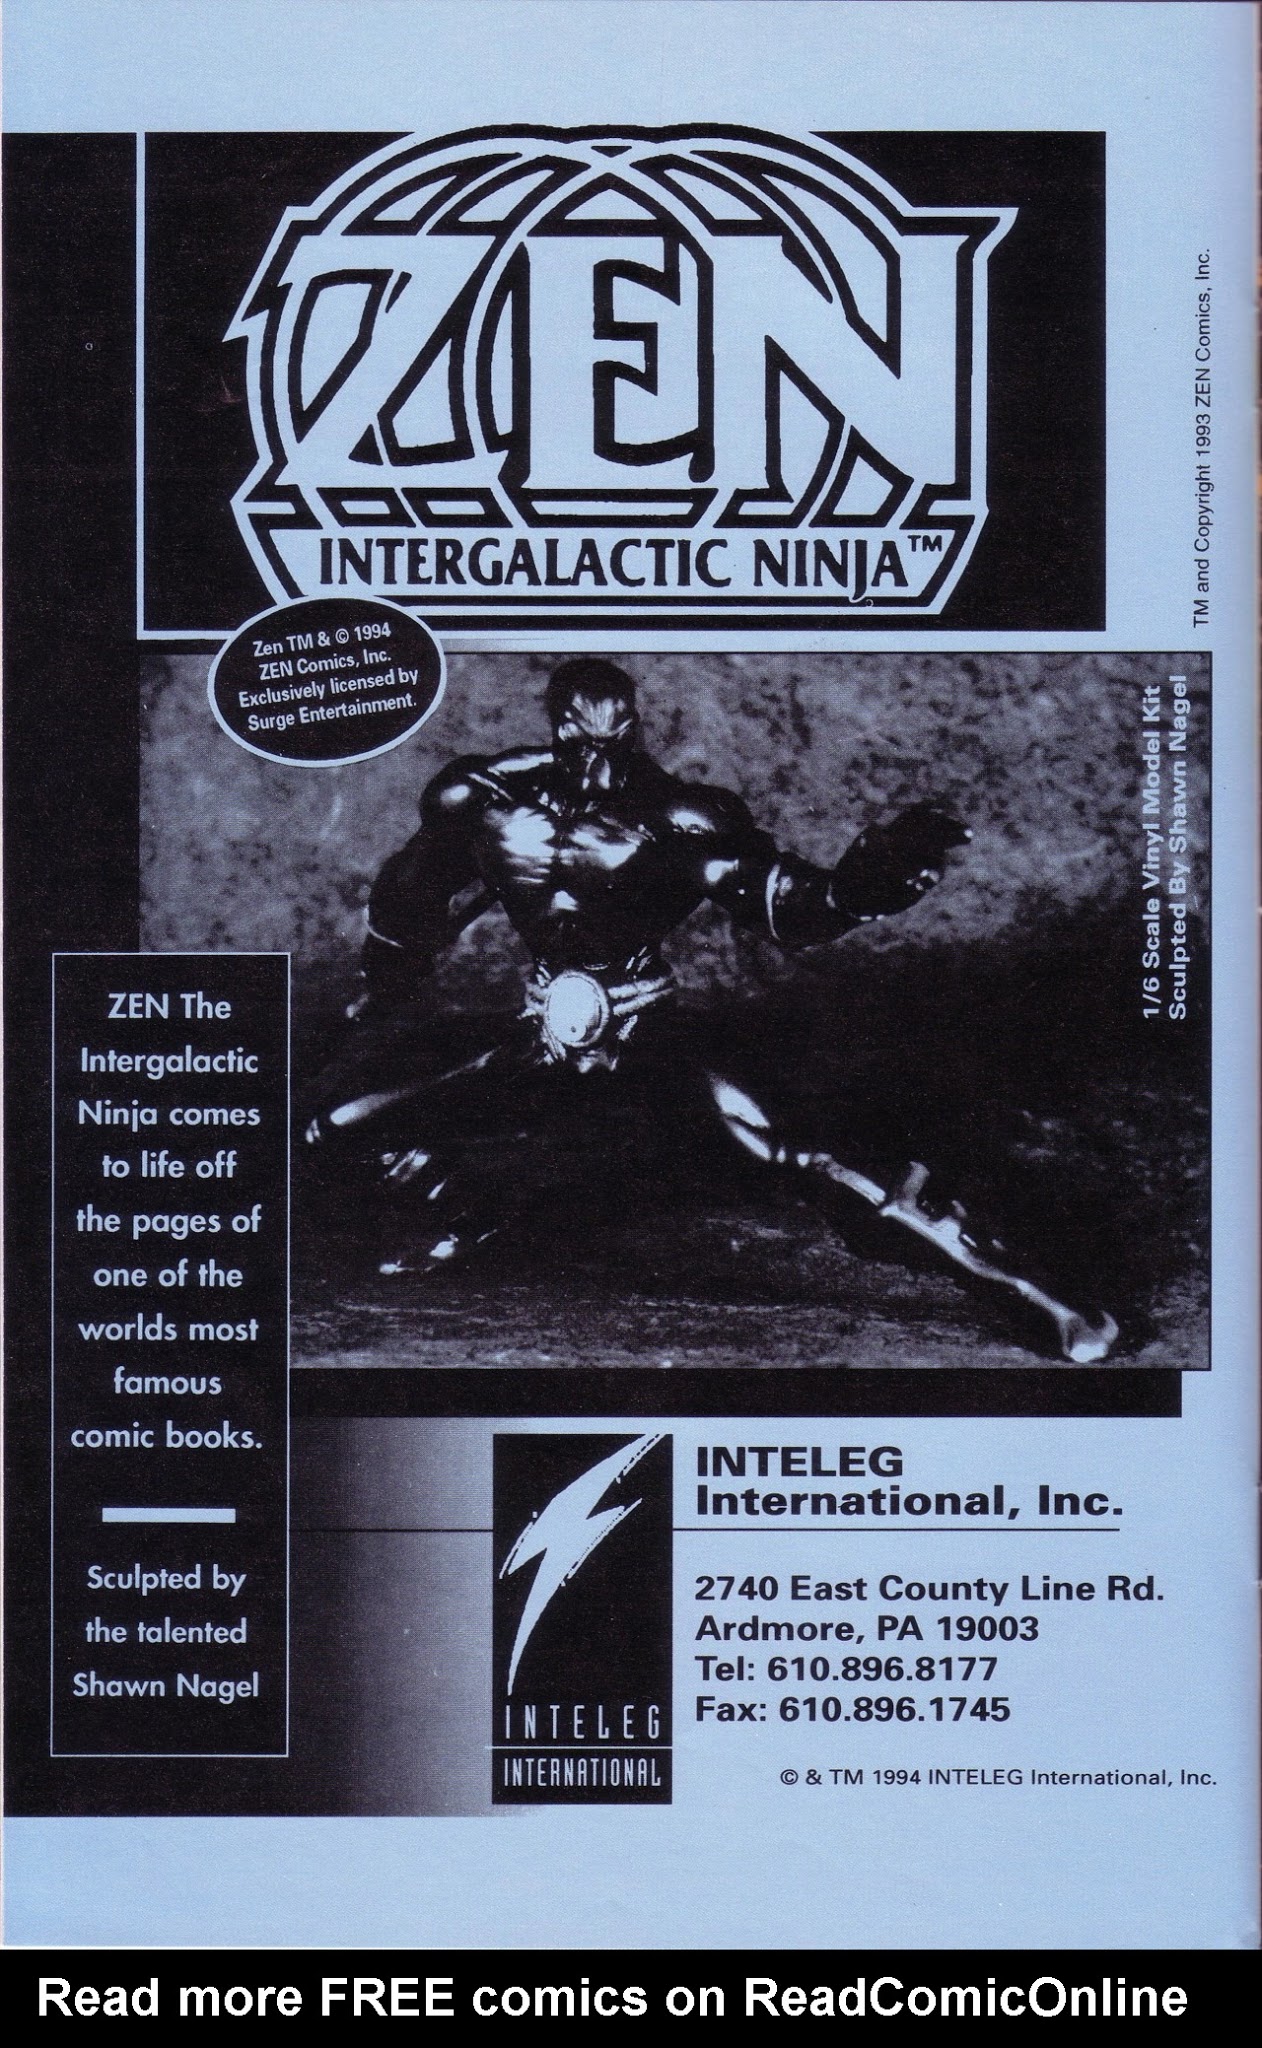 ZEN
INTERGALACTIC NINJA™
TM and Copyright 1993 ZEN Comics, Inc.
Zen TM & © 1994
ZEN Comics, Inc.
Exclusively licensed by
Surge Entertainment.
1/6 Scale Vinyl Model Kit
Sculpted By Shawn Nagel
ZEN The
Intergalactic
Ninja comes
to life off
the pages of
one of the
worlds most
famous
comic books.
Sculpted by
the talented
Shawn Nagel
INTELEG
INTERNATIONAL
INTELEG
International, Inc.
2740 East County Line Rd.
Ardmore, PA 19003
Tel: 610.896.8177
Fax: 610.896.1745
© & TM 1994 INTELEG International, Inc.
Read more FREE comics on ReadComicOnline